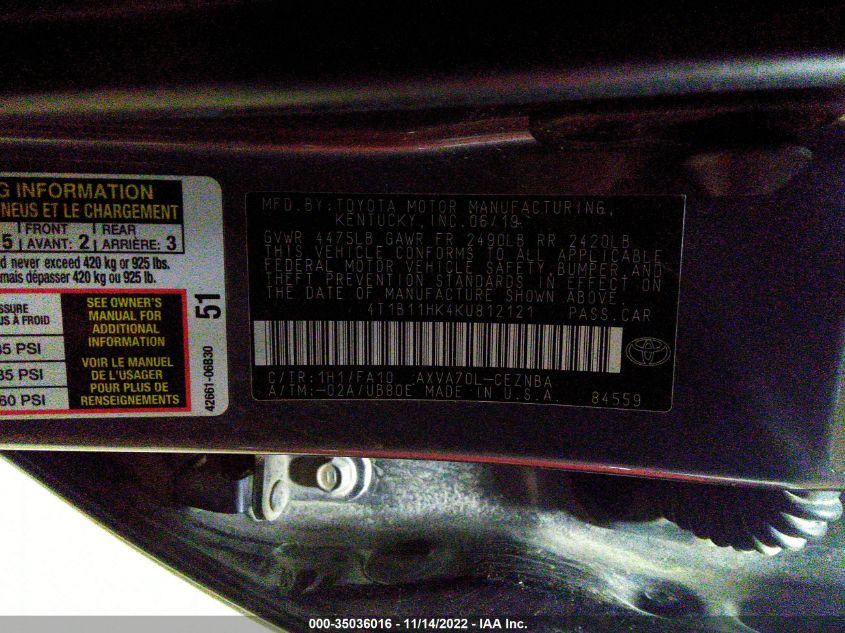 G INFORMATION
NEUS ET LE CHARGEMENT
5 FRONT AVANT: 2 REAR ARRIÈRE: 3
d never exceed 420 kg or 925 lbs.
mais dépasser 420 kg ou 925 lb.
SSURE
S À FROID
35 PSI
35 PSI
60 PSI
SEE OWNER'S
MANUAL FOR
ADDITIONAL
INFORMATION
VOIR LE MANUEL
DE L'USAGER
POUR PLUS DE
RENSEIGNEMENTS
51
42661-06B30
MFD.BY:TOYOTA MOTOR MANUFACTURING,
KENTUCKY, INC. 06/19
GVWR 4475LB GAWR FR 2490LB RR 2420LB
THIS VEHICLE CONFORMS TO ALL APPLICABLE
FEDERAL MOTOR VEHICLE SAFETY, BUMPER AND
THEFT PREVENTION STANDARDS IN EFFECT ON
THE DATE OF MANUFACTURE SHOWN ABOVE.
4T1B11HK4KU812121 PASS.CAR
C/TR:1H1/FA10 AXVA70L-CEZNBA
A/TM:-02A/UB80E MADE IN U.S.A. 84559
000-35036016 - 11/14/2022 - IAA Inc.